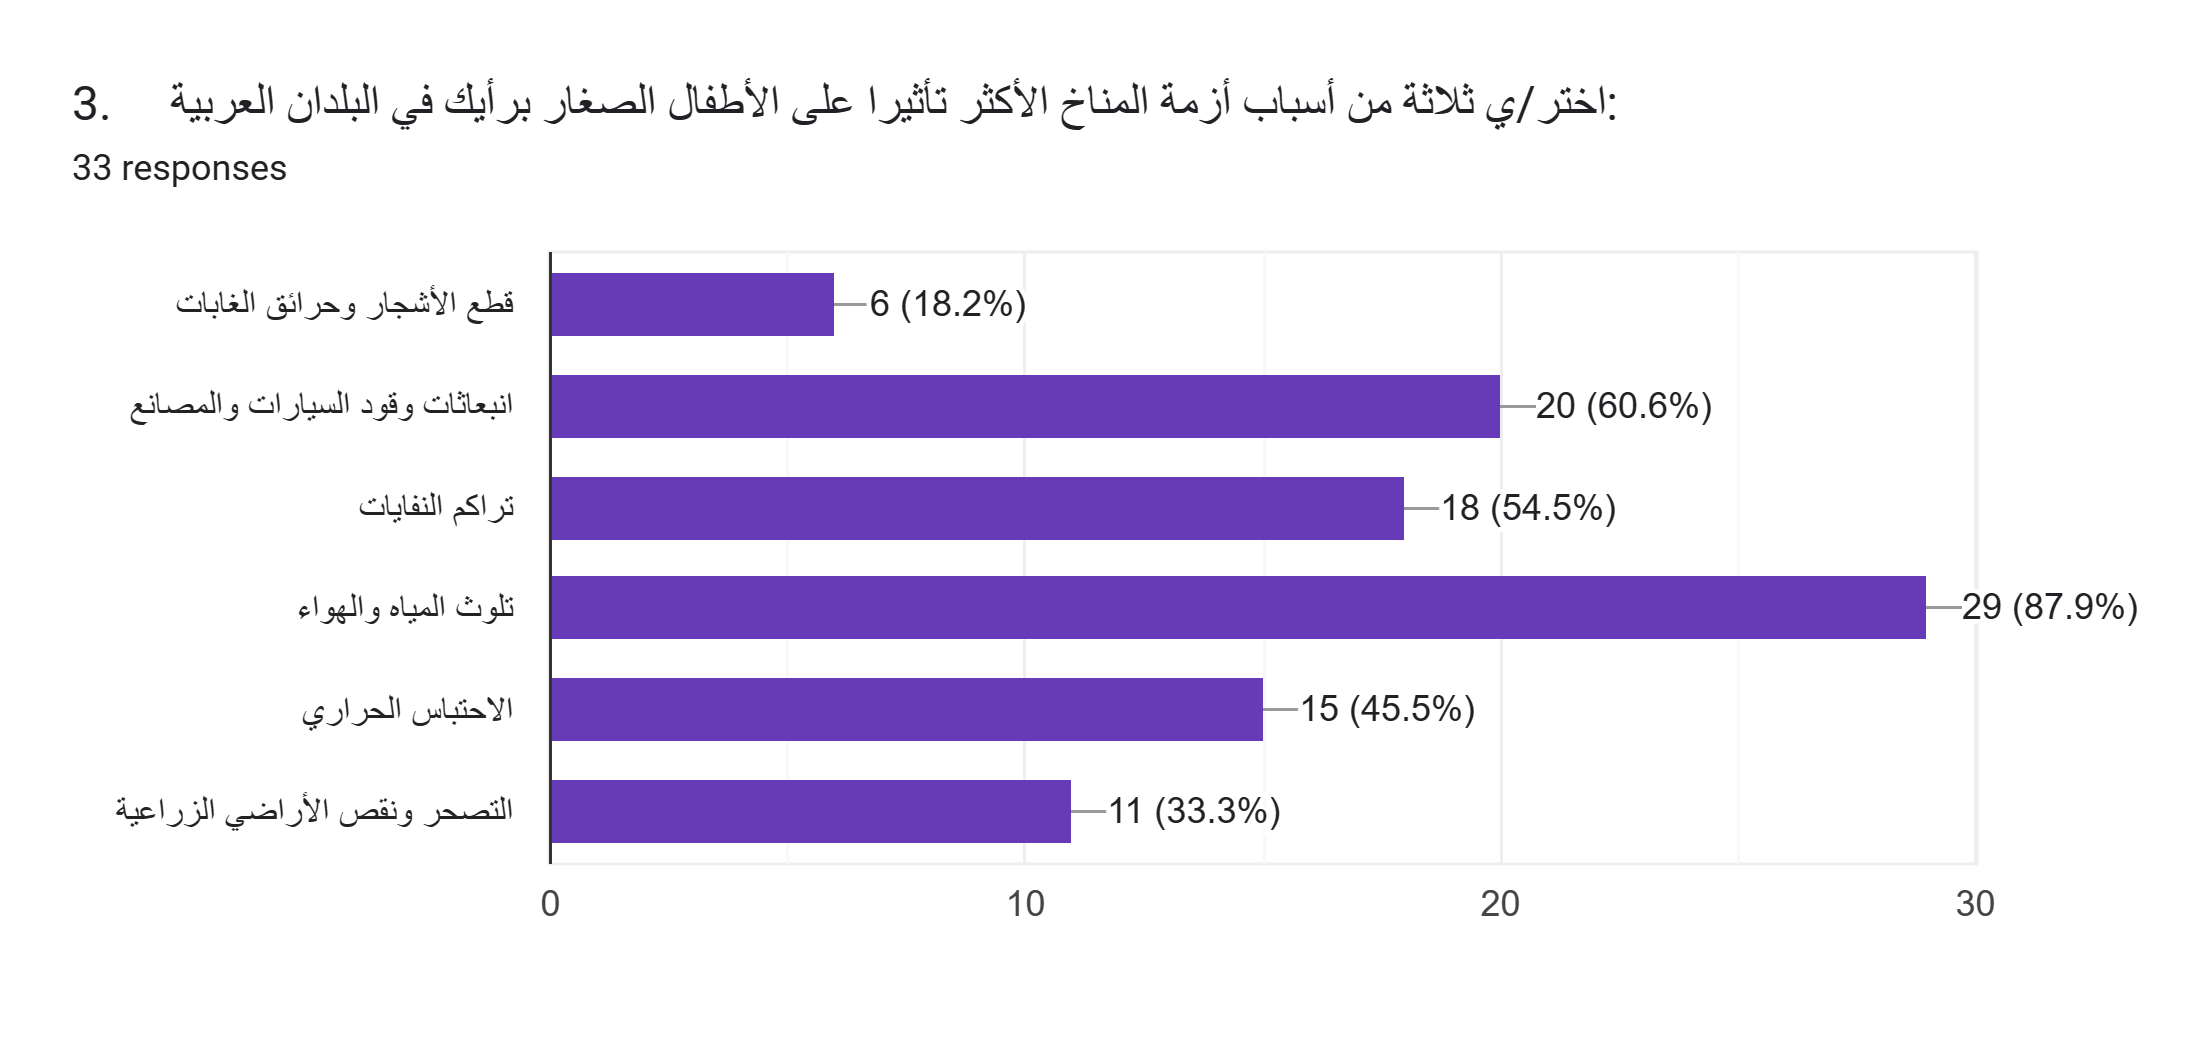 3. اختر/ي ثلاثة من أسباب أزمة المناخ الأكثر تأثيرا على الأطفال الصغار برأيك في البلدان العربية:
33 responses
قطع الأشجار وحرائق الغابات 6 (18.2%)
انبعاثات وقود السيارات والمصانع 20 (60.6%)
تراكم النفايات 18 (54.5%)
تلوث المياه والهواء 29 (87.9%)
الاحتباس الحراري 15 (45.5%)
التصحر ونقص الأراضي الزراعية 11 (33.3%)
0 10 20 30